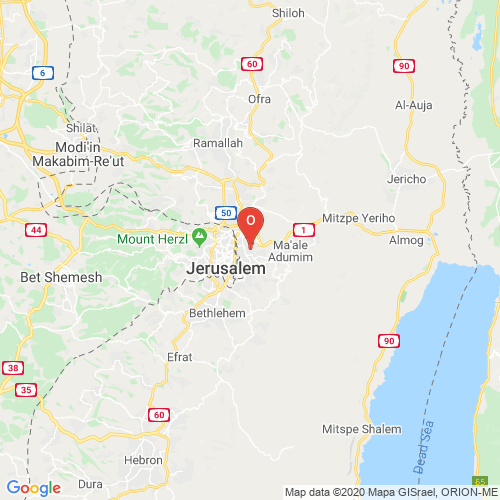 Shiloh
60
90
6
Ofra
Al-Auja
Shilat
Ramallah
Modi'in
Makabim-Re'ut
Jericho
50
O
Mitzpe Yeriho
44
1
Mount Herzl
Almog
Ma'ale
Adumim
Bet Shemesh
Jerusalem
Bethlehem
90
Efrat
38
35
60
Mitspe Shalem
Dead Sea
Hebron
65
Dura
Google
Map data ©2020 Mapa GISrael, ORION-ME